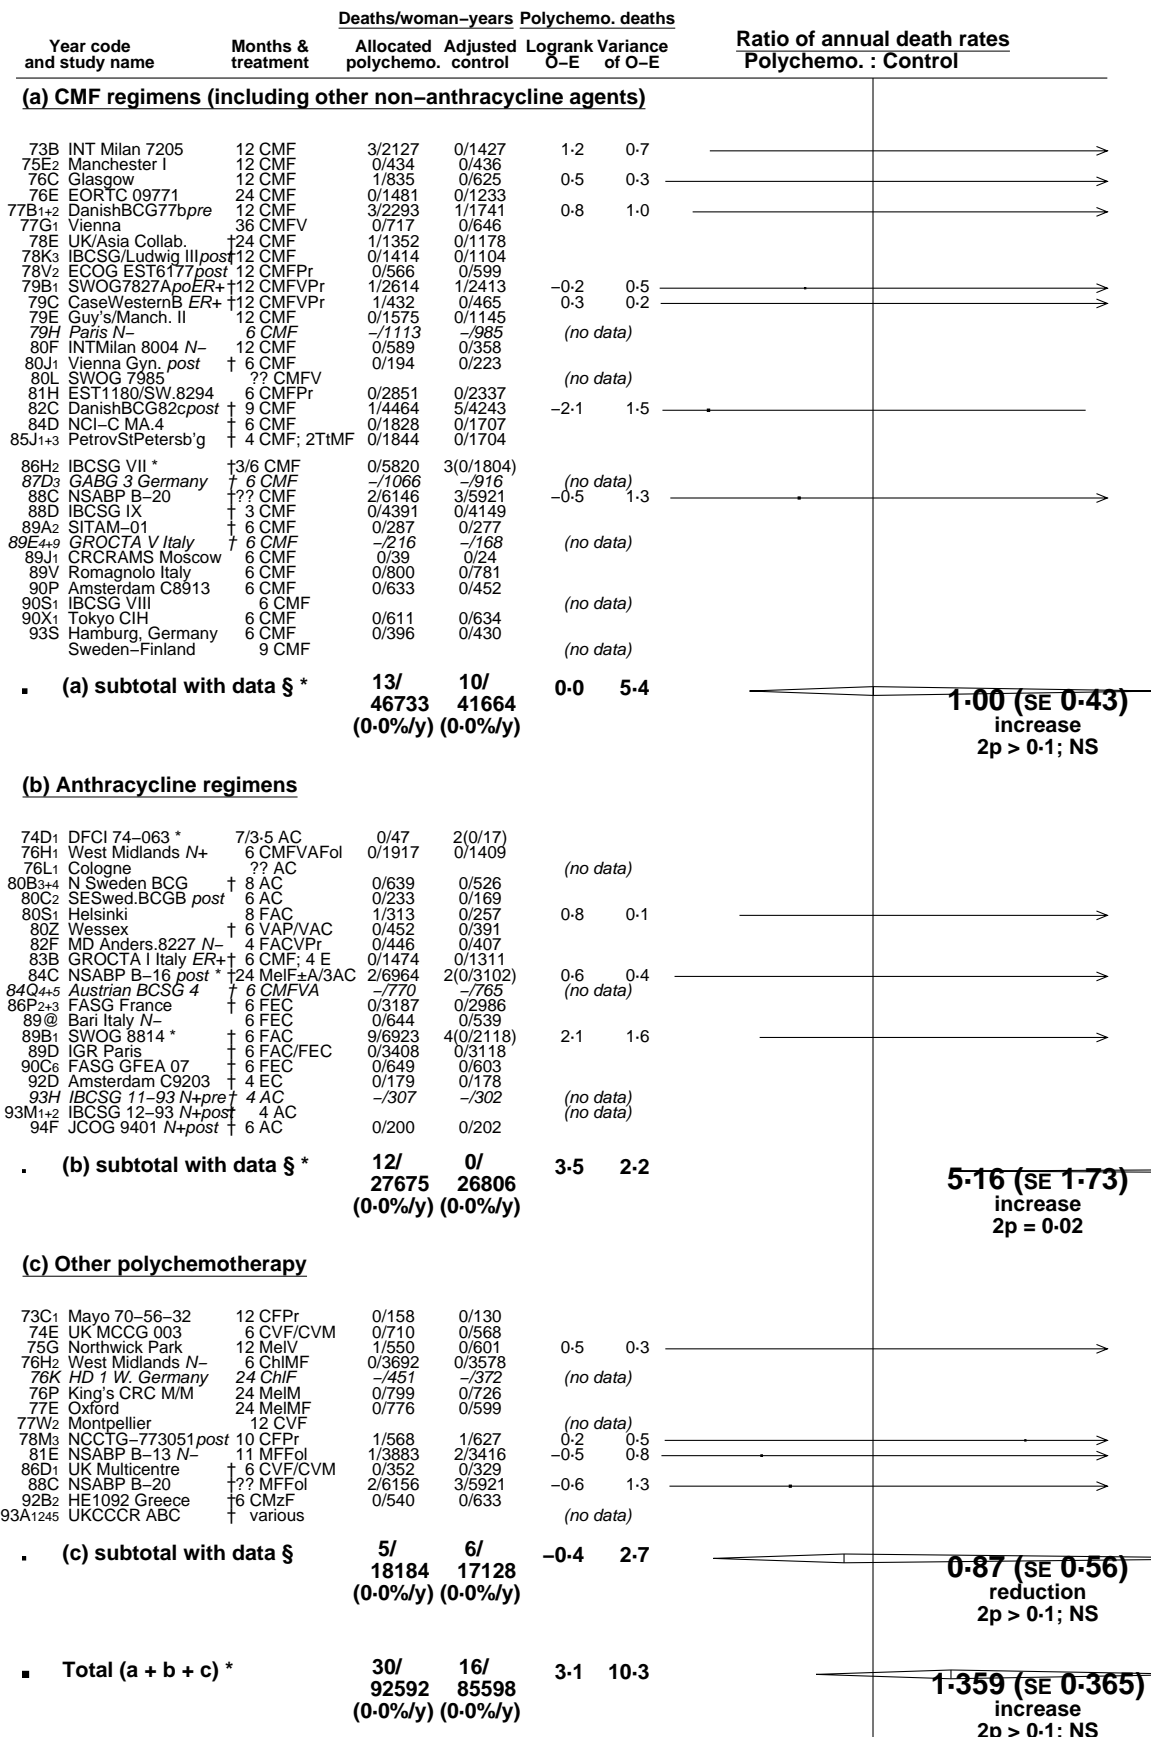 Deaths/woman–years Polychemo. deaths
Year code and study name Months & treatment Allocated polychemo. Adjusted control Logrank O–E Variance of O–E Ratio of annual death rates Polychemo. : Control
(a) CMF regimens (including other non–anthracycline agents)
73B INT Milan 7205 12 CMF 3/2127 0/1427 1·2 0·7
75E2 Manchester I 12 CMF 0/434 0/436
76C Glasgow 12 CMF 1/835 0/625 0·5 0·3
76E EORTC 09771 24 CMF 0/1481 0/1233
77B1+2 DanishBCG77bpre 12 CMF 3/2293 1/1741 0·8 1·0
77G1 Vienna 36 CMFV 0/717 0/646
78E UK/Asia Collab. †24 CMF 1/1352 0/1178
78K3 IBCSG/Ludwig IIIpost†12 CMF 0/1414 0/1104
78V2 ECOG EST6177post 12 CMFPr 0/566 0/599
79B1 SWOG7827ApoER+†12 CMFVPr 1/2614 1/2413 –0·2 0·5
79C CaseWesternB ER+ †12 CMFVPr 1/432 0/465 0·3 0·2
79E Guy's/Manch. II 12 CMF 0/1575 0/1145
79H Paris N– 6 CMF –/1113 –/985 (no data)
80F INTMilan 8004 N– 12 CMF 0/589 0/358
80J1 Vienna Gyn. post † 6 CMF 0/194 0/223
80L SWOG 7985 ?? CMFV (no data)
81H EST1180/SW.8294 6 CMFPr 0/2851 0/2337
82C DanishBCG82cpost † 9 CMF 1/4464 5/4243 –2·1 1·5
84D NCI–C MA.4 † 6 CMF 0/1828 0/1707
85J1+3 PetrovStPetersb'g † 4 CMF; 2TtMF 0/1844 0/1704
86H2 IBCSG VII * †3/6 CMF 0/5820 3(0/1804)
87D3 GABG 3 Germany † 6 CMF –/1066 –/916 (no data)
88C NSABP B–20 †?? CMF 2/6146 3/5921 –0·5 1·3
88D IBCSG IX † 3 CMF 0/4391 0/4149
89A2 SITAM–01 † 6 CMF 0/287 0/277
89E4+9 GROCTA V Italy † 6 CMF –/216 –/168 (no data)
89J1 CRCRAMS Moscow 6 CMF 0/39 0/24
89V Romagnolo Italy 6 CMF 0/800 0/781
90P Amsterdam C8913 6 CMF 0/633 0/452
90S1 IBCSG VIII 6 CMF (no data)
90X1 Tokyo CIH 6 CMF 0/611 0/634
93S Hamburg, Germany 6 CMF 0/396 0/430
Sweden–Finland 9 CMF (no data)
(a) subtotal with data § * 13/ 46733 (0·0%/y) 10/ 41664 (0·0%/y) 0·0 5·4 1·00 (SE 0·43)
increase
2p > 0·1; NS
(b) Anthracycline regimens
74D1 DFCI 74–063 * 7/3·5 AC 0/47 2(0/17)
76H1 West Midlands N+ 6 CMFVAFol 0/1917 0/1409
76L1 Cologne ?? AC (no data)
80B3+4 N Sweden BCG † 8 AC 0/639 0/526
80C2 SESwed.BCGB post 6 AC 0/233 0/169
80S1 Helsinki 8 FAC 1/313 0/257 0·8 0·1
80Z Wessex † 6 VAP/VAC 0/452 0/391
82F MD Anders.8227 N– 4 FACVPr 0/446 0/407
83B GROCTA I Italy ER+† 6 CMF; 4 E 0/1474 0/1311
84C NSABP B–16 post * †24 MelF±A/3AC 2/6964 2(0/3102) 0·6 0·4
84Q4+5 Austrian BCSG 4 † 6 CMFVA –/770 –/765 (no data)
86P2+3 FASG France † 6 FEC 0/3187 0/2986
89@ Bari Italy N– 6 FEC 0/644 0/539
89B1 SWOG 8814 * † 6 FAC 9/6923 4(0/2118) 2·1 1·6
89D IGR Paris † 6 FAC/FEC 0/3408 0/3118
90C6 FASG GFEA 07 † 6 FEC 0/649 0/603
92D Amsterdam C9203 † 4 EC 0/179 0/178
93H IBCSG 11–93 N+pre† 4 AC –/307 –/302 (no data)
93M1+2 IBCSG 12–93 N+post† 4 AC (no data)
94F JCOG 9401 N+post † 6 AC 0/200 0/202
(b) subtotal with data § * 12/ 27675 (0·0%/y) 0/ 26806 (0·0%/y) 3·5 2·2 5·16 (SE 1·73)
increase
2p = 0·02
(c) Other polychemotherapy
73C1 Mayo 70–56–32 12 CFPr 0/158 0/130
74E UK MCCG 003 6 CVF/CVM 0/710 0/568
75G Northwick Park 12 MelV 1/550 0/601 0·5 0·3
76H2 West Midlands N– 6 ChlMF 0/3692 0/3578
76K HD 1 W. Germany 24 ChlF –/451 –/372 (no data)
76P King's CRC M/M 24 MelM 0/799 0/726
77E Oxford 24 MelMF 0/776 0/599
77W2 Montpellier 12 CVF (no data)
78M3 NCCTG–773051post 10 CFPr 1/568 1/627 0·2 0·5
81E NSABP B–13 N– 11 MFFol 1/3883 2/3416 –0·5 0·8
86D1 UK Multicentre † 6 CVF/CVM 0/352 0/329
88C NSABP B–20 †?? MFFol 2/6156 3/5921 –0·6 1·3
92B2 HE1092 Greece †6 CMzF 0/540 0/633
93A1245 UKCCCR ABC † various (no data)
(c) subtotal with data § 5/ 18184 (0·0%/y) 6/ 17128 (0·0%/y) –0·4 2·7 0·87 (SE 0·56)
reduction
2p > 0·1; NS
Total (a + b + c) * 30/ 92592 (0·0%/y) 16/ 85598 (0·0%/y) 3·1 10·3 1·359 (SE 0·365)
increase
2p > 0·1; NS